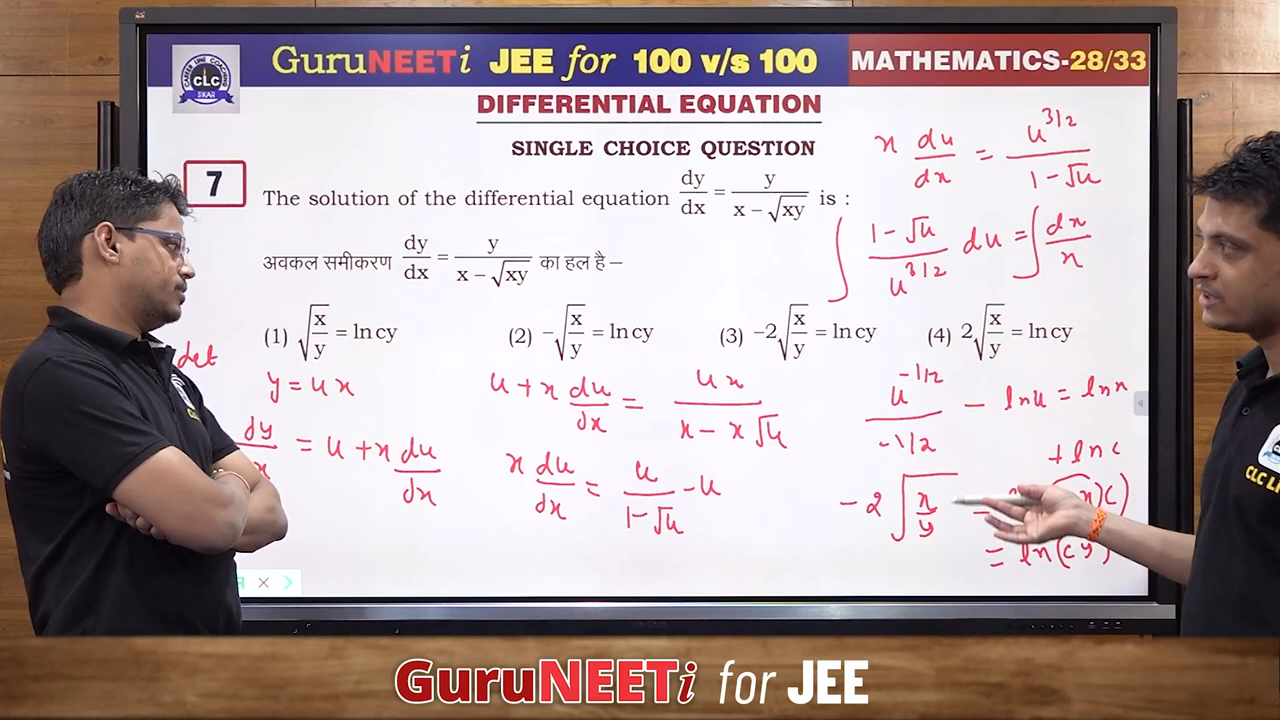 GuruNEETi JEE for 100 v/s 100
MATHEMATICS-28/33
CLC
SIKAR
DIFFERENTIAL EQUATION
SINGLE CHOICE QUESTION
7
The solution of the differential equation dy/dx = y/(x – √xy) is :
अवकल समीकरण dy/dx = y/(x – √xy) का हल है –
(1) √(x/y) = ln cy (2) –√(x/y) = ln cy (3) –2√(x/y) = ln cy (4) 2√(x/y) = ln cy
let
y = ux
= u + x du/dx
u + x du/dx = ux/(x – x√u)
x du/dx = u/(1–√u) – u
x du/dx = u^3/2/(1–√u)
∫ (1–√u)/u^3/2 du = ∫ dx/x
u^-1/2/(-1/2) – ln u = ln x
+ ln c
–2√(x/y)
= ln(cy)
CLC
GuruNEETi for JEE